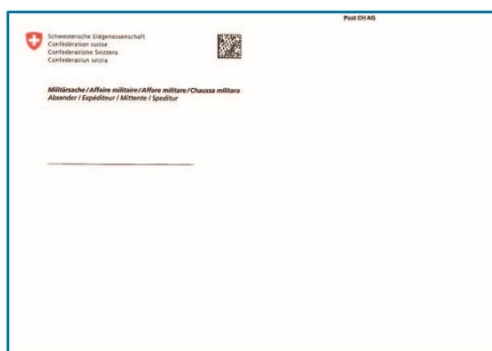 Post CH AG
Schweizerische Eidgenossenschaft
Confédération suisse
Confederazione Svizzera
Confederaziun svizra
Militärsache / Affaire militaire / Affare militare / Chaussa militara
Absender / Expéditeur / Mittente / Speditur